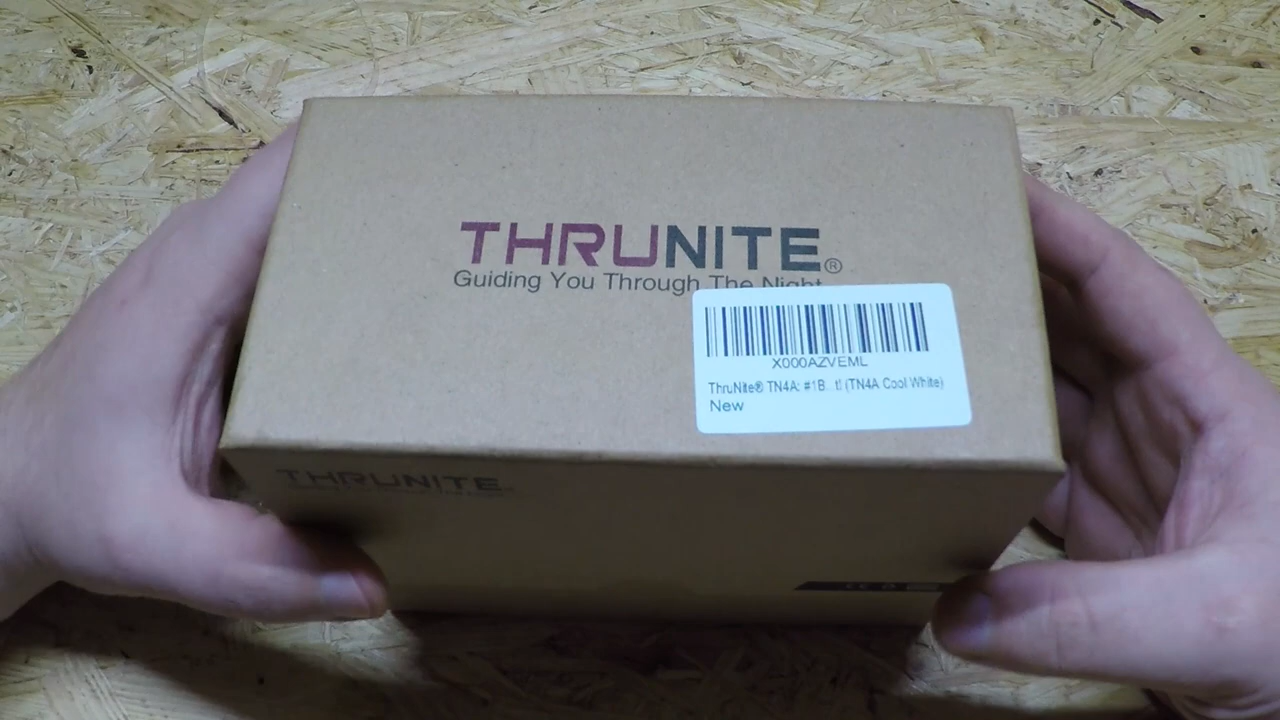 THRUNITE®
Guiding You Through The Night
X000AZVEML
ThruNite® TN4A: #1B.. t! (TN4A Cool White)
New
THRUNITE